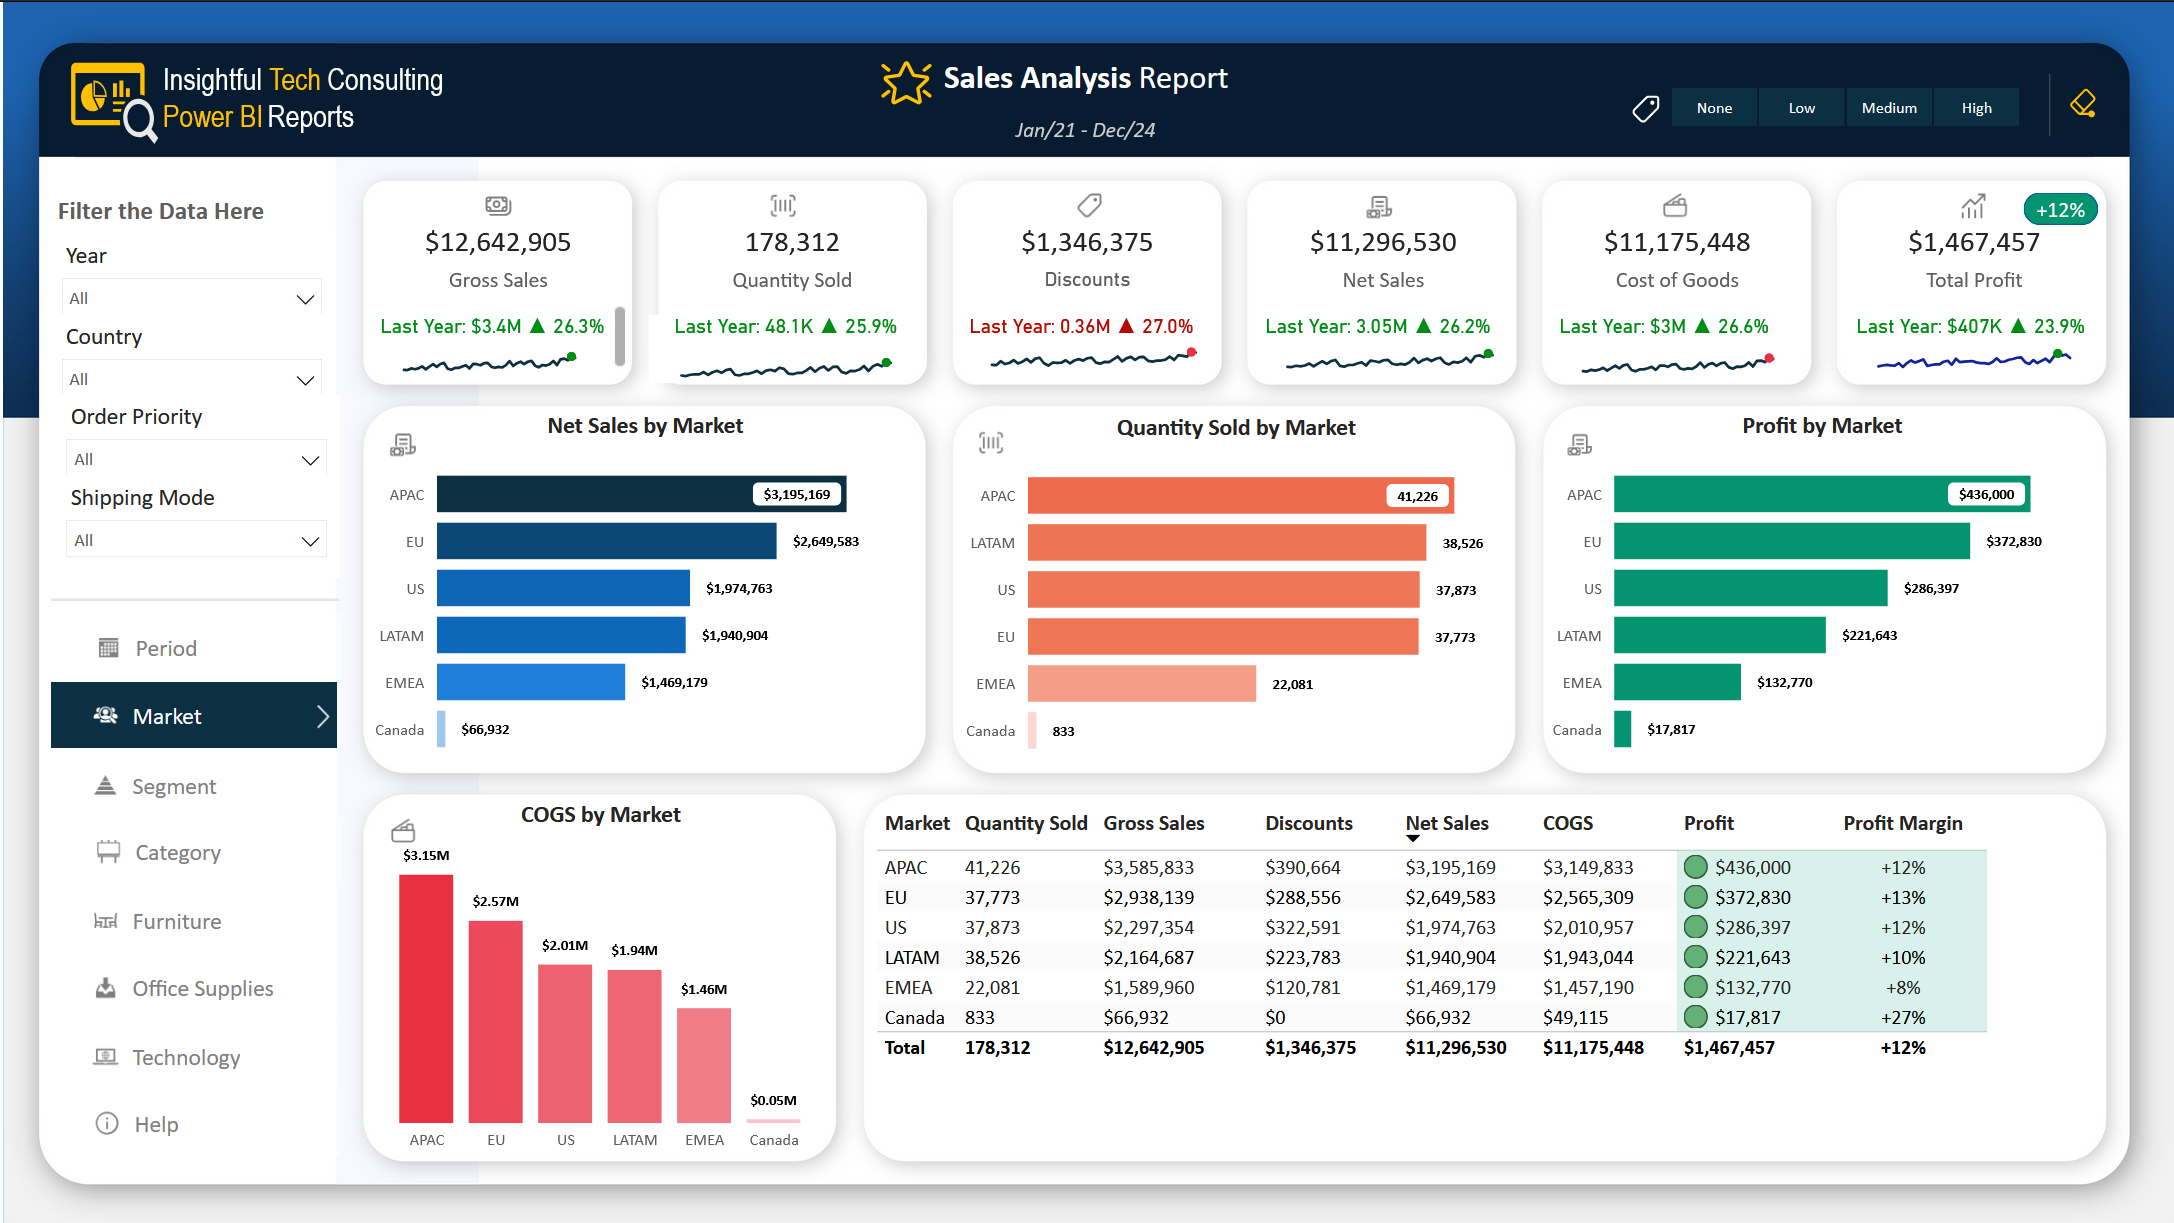 Insightful Tech Consulting
Power BI Reports
Sales Analysis Report
Jan/21 - Dec/24
None Low Medium High
Filter the Data Here
Year
All
Country
All
Order Priority
All
Shipping Mode
All
Period
Market
Segment
Category
Furniture
Office Supplies
Technology
Help
$12,642,905
Gross Sales
Last Year: $3.4M ▲ 26.3%
178,312
Quantity Sold
Last Year: 48.1K ▲ 25.9%
$1,346,375
Discounts
Last Year: 0.36M ▲ 27.0%
$11,296,530
Net Sales
Last Year: 3.05M ▲ 26.2%
$11,175,448
Cost of Goods
Last Year: $3M ▲ 26.6%
+12%
$1,467,457
Total Profit
Last Year: $407K ▲ 23.9%
Net Sales by Market
APAC $3,195,169
EU $2,649,583
US $1,974,763
LATAM $1,940,904
EMEA $1,469,179
Canada $66,932
Quantity Sold by Market
APAC 41,226
LATAM 38,526
US 37,873
EU 37,773
EMEA 22,081
Canada 833
Profit by Market
APAC $436,000
EU $372,830
US $286,397
LATAM $221,643
EMEA $132,770
Canada $17,817
COGS by Market
$3.15M
$2.57M
$2.01M
$1.94M
$1.46M
$0.05M
APAC EU US LATAM EMEA Canada
Market Quantity Sold Gross Sales Discounts Net Sales COGS Profit Profit Margin
APAC 41,226 $3,585,833 $390,664 $3,195,169 $3,149,833 $436,000 +12%
EU 37,773 $2,938,139 $288,556 $2,649,583 $2,565,309 $372,830 +13%
US 37,873 $2,297,354 $322,591 $1,974,763 $2,010,957 $286,397 +12%
LATAM 38,526 $2,164,687 $223,783 $1,940,904 $1,943,044 $221,643 +10%
EMEA 22,081 $1,589,960 $120,781 $1,469,179 $1,457,190 $132,770 +8%
Canada 833 $66,932 $0 $66,932 $49,115 $17,817 +27%
Total 178,312 $12,642,905 $1,346,375 $11,296,530 $11,175,448 $1,467,457 +12%